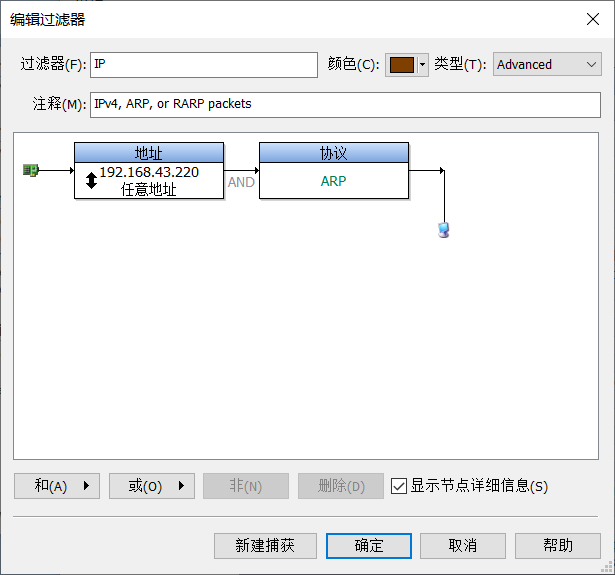 编辑过滤器
过滤器(F): IP 颜色(C): 类型(T): Advanced
注释(M): IPv4, ARP, or RARP packets
地址
192.168.43.220
任意地址
AND
协议
ARP
和(A) 或(O) 非(N) 删除(D) 显示节点详细信息(S)
新建捕获 确定 取消 帮助